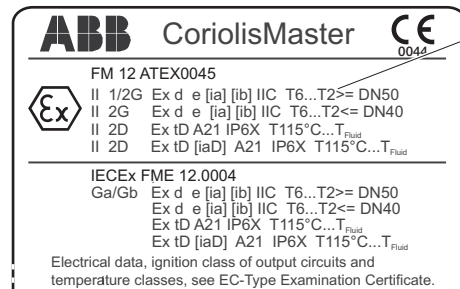 ABB CoriolisMaster CE
0044
FM 12 ATEX0045
Ex
II 1/2G Ex d e [ia] [ib] IIC T6...T2>= DN50
II 2G Ex d e [ia] [ib] IIC T6...T2<= DN40
II 2D Ex tD A21 IP6X T115°C...TFluid
II 2D Ex tD [iaD] A21 IP6X T115°C...TFluid
IECEx FME 12.0004
Ga/Gb Ex d e [ia] [ib] IIC T6...T2>= DN50
Ex d e [ia] [ib] IIC T6...T2<= DN40
Ex tD A21 IP6X T115°C...TFluid
Ex tD [iaD] A21 IP6X T115°C...TFluid
Electrical data, ignition class of output circuits and
temperature classes, see EC-Type Examination Certificate.